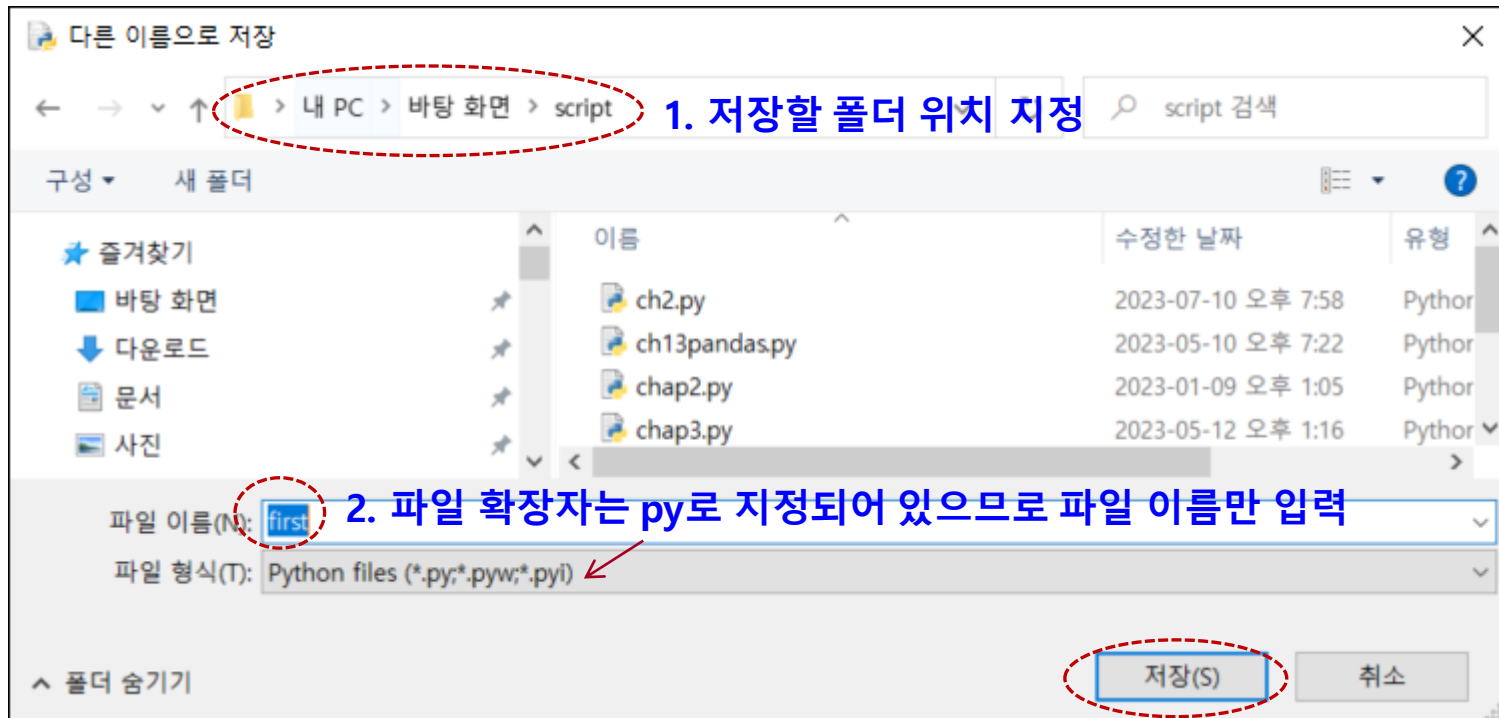 다른 이름으로 저장
내 PC > 바탕 화면 > script
1. 저장할 폴더 위치 지정
script 검색
구성
새 폴더
즐겨찾기
바탕 화면
다운로드
문서
사진
이름 수정한 날짜 유형
ch2.py 2023-07-10 오후 7:58 Pythor
ch13pandas.py 2023-05-10 오후 7:22 Pythor
chap2.py 2023-01-09 오후 1:05 Pythor
chap3.py 2023-05-12 오후 1:16 Pythor
파일 이름(N): first
2. 파일 확장자는 py로 지정되어 있으므로 파일 이름만 입력
파일 형식(T): Python files (*.py;*.pyw;*.pyi)
폴더 숨기기
저장(S)
취소